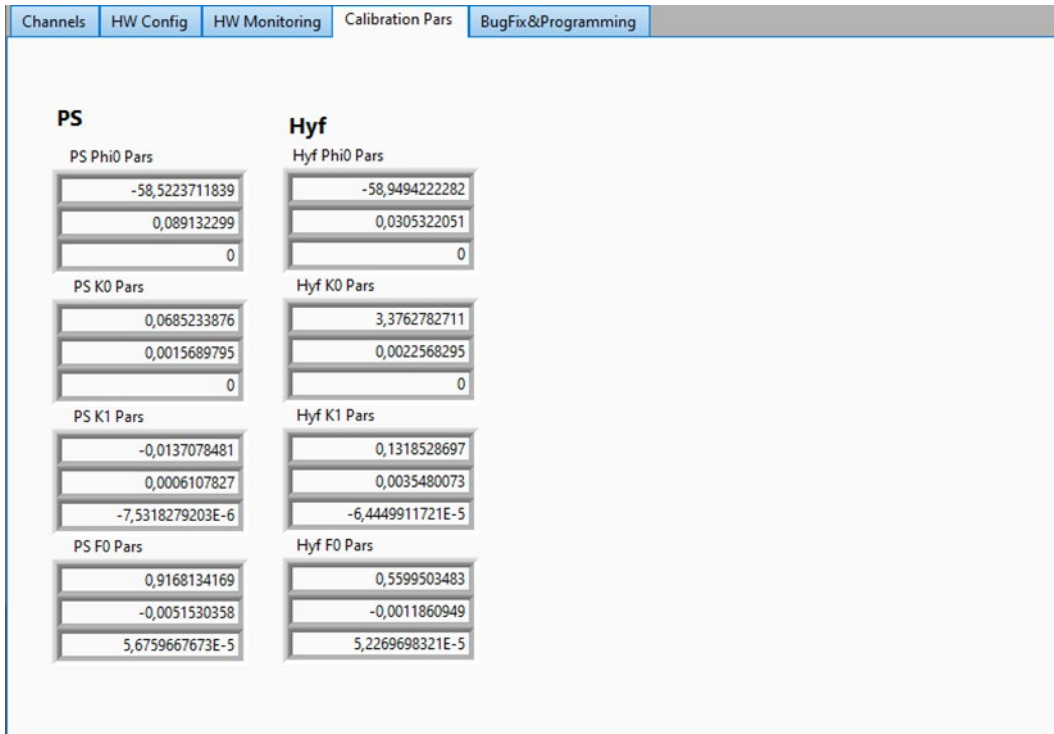 Channels HW Config HW Monitoring Calibration Pars BugFix&Programming
PS
Hyf
PS Phi0 Pars
Hyf Phi0 Pars
-58,5223711839
-58,9494222282
0,089132299
0,0305322051
0
0
PS K0 Pars
Hyf K0 Pars
0,0685233876
3,3762782711
0,0015689795
0,0022568295
0
0
PS K1 Pars
Hyf K1 Pars
-0,0137078481
0,1318528697
0,0006107827
0,0035480073
-7,5318279203E-6
-6,4449911721E-5
PS F0 Pars
Hyf F0 Pars
0,9168134169
0,5599503483
-0,0051530358
-0,0011860949
5,6759667673E-5
5,2269698321E-5